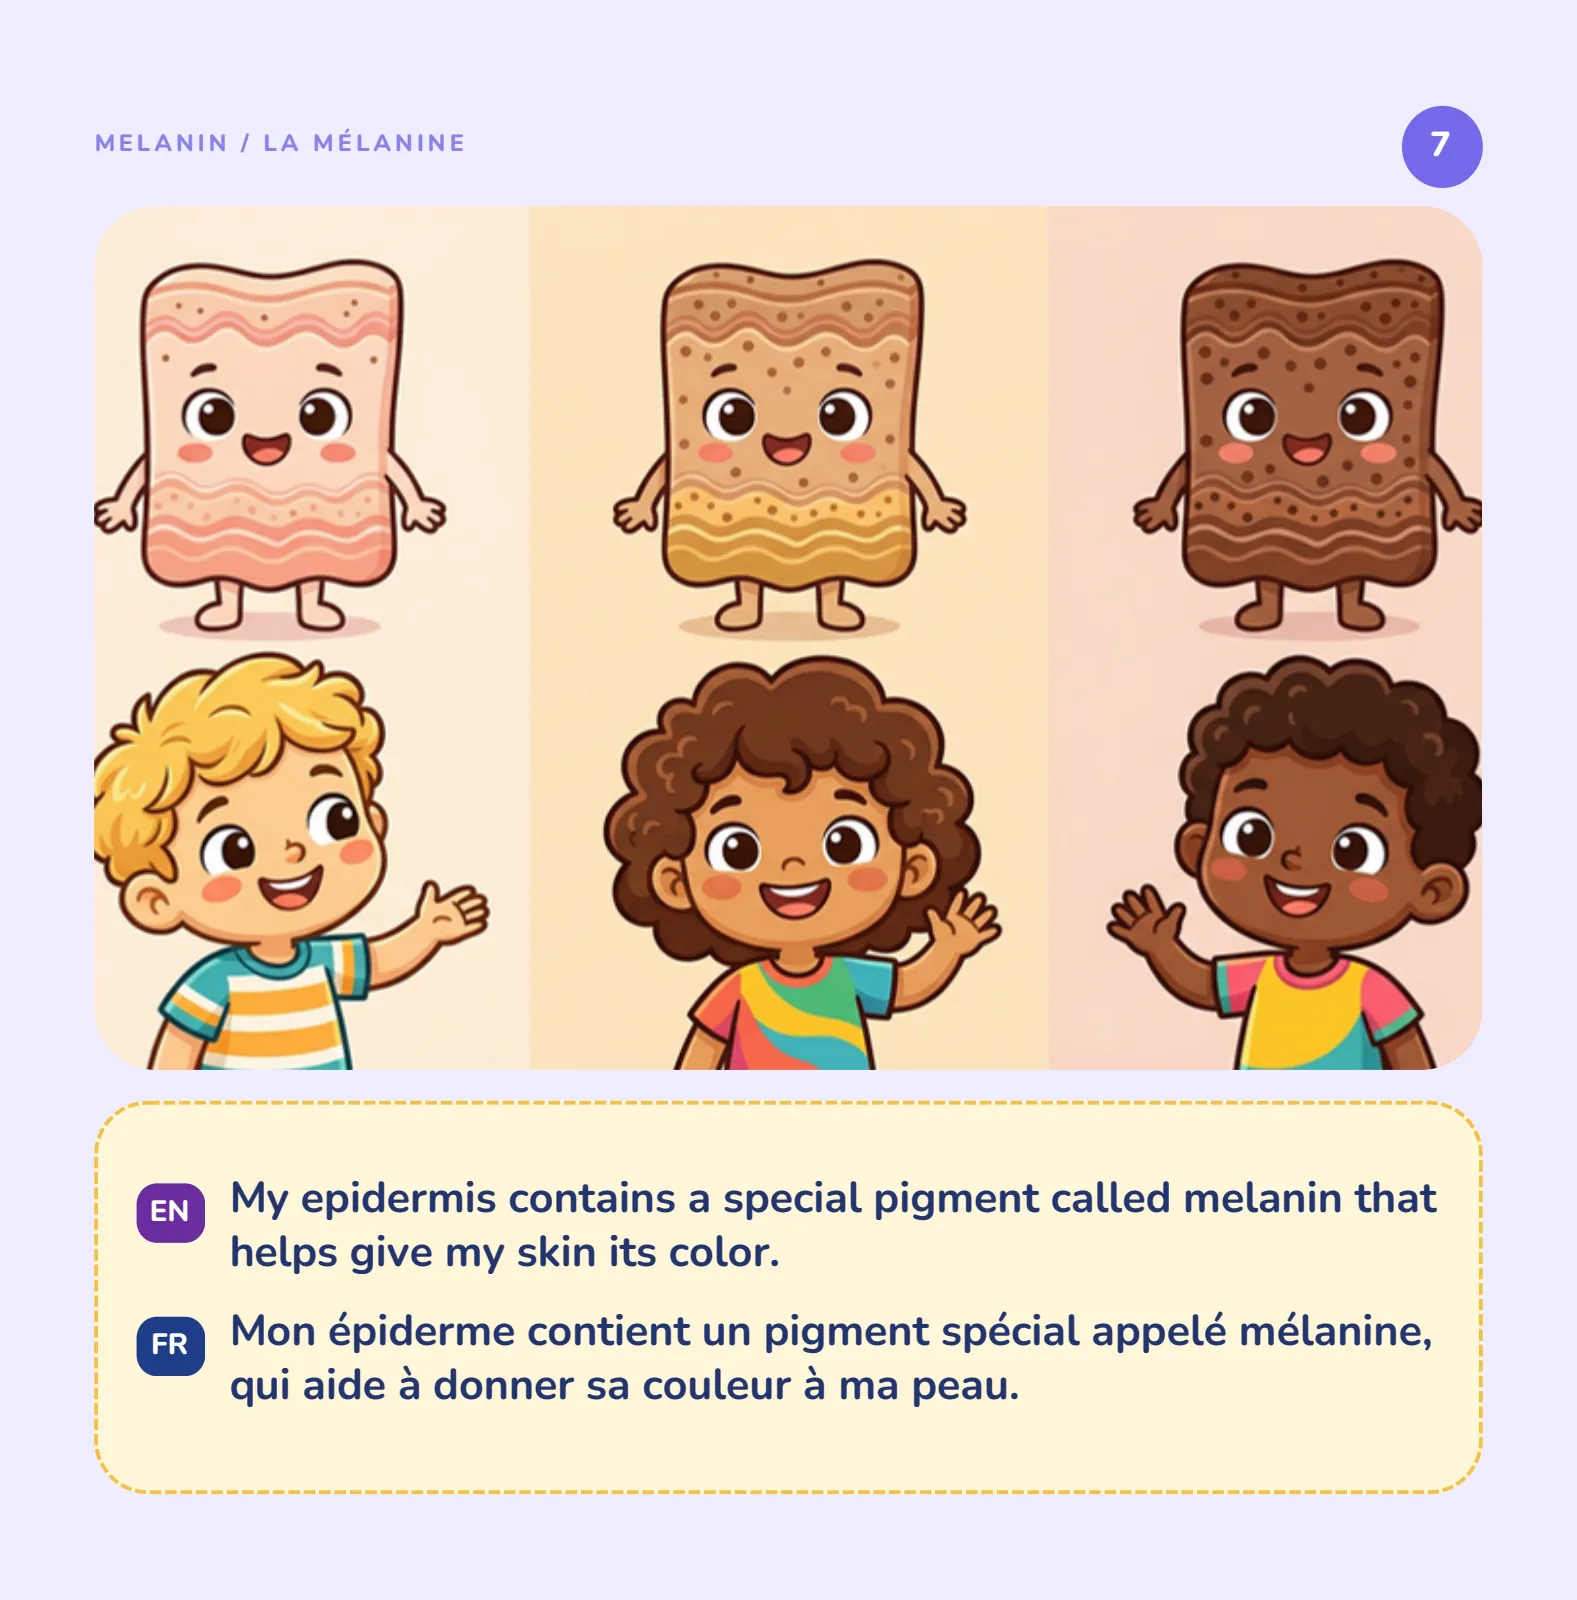 MELANIN / LA MÉLANINE
7
EN
My epidermis contains a special pigment called melanin that
helps give my skin its color.
FR
Mon épiderme contient un pigment spécial appelé mélanine,
qui aide à donner sa couleur à ma peau.